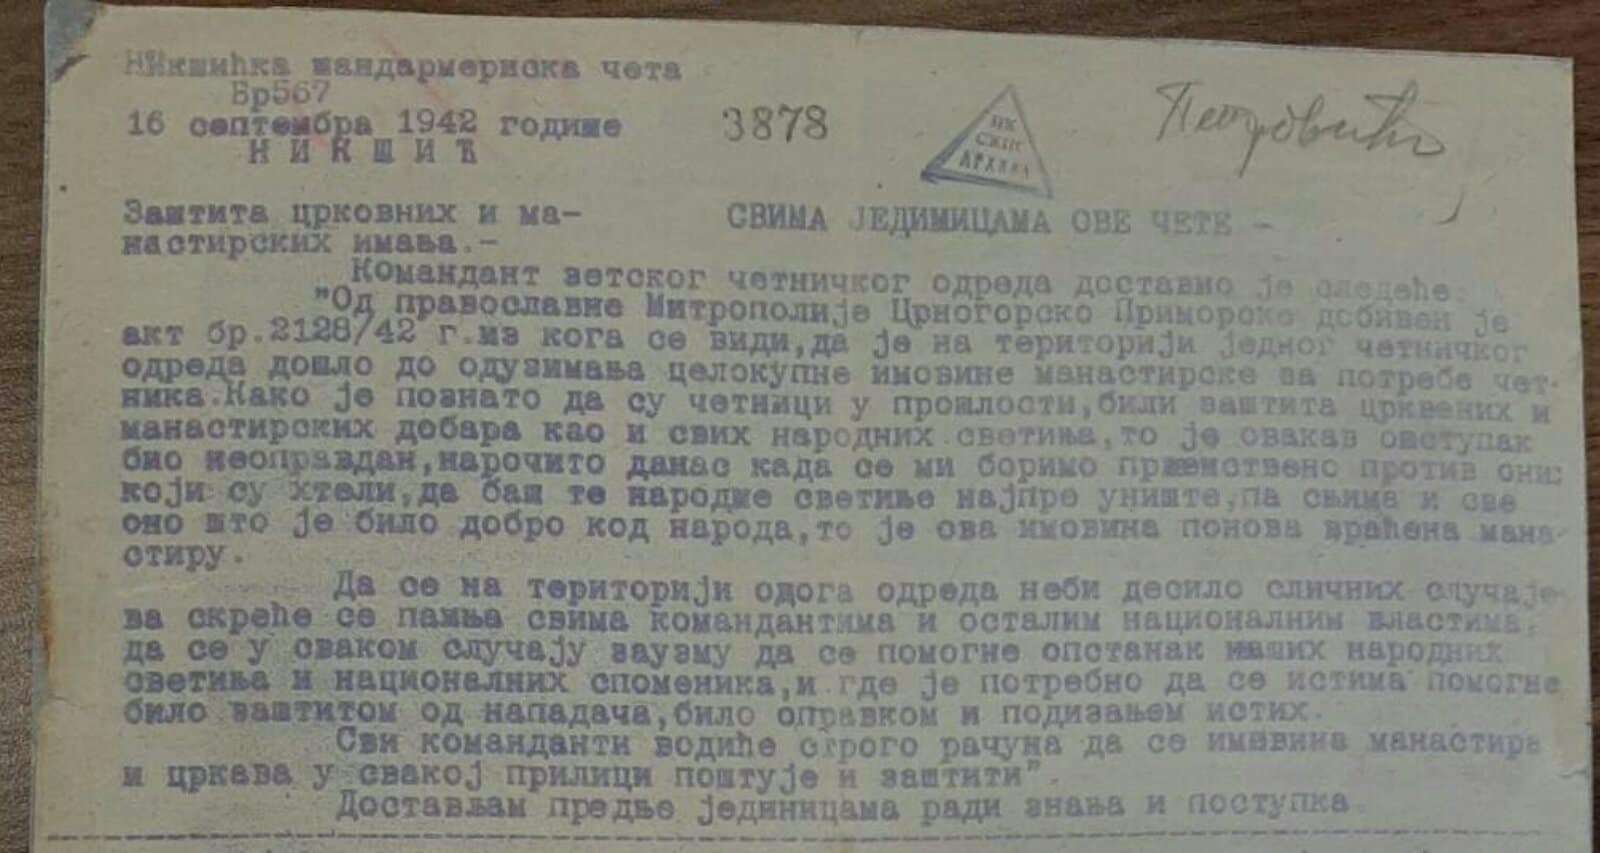 Никшићка жандармериска чета
Бр567
16 септембра 1942 године
НИКШИЋ
3878
АРХИВА
Петровић
Заштита црковних и ма-
настирских имања.-
СВИМА ЈЕДИНИЦАМА ОВЕ ЧЕТЕ -
Командант зетског четничког одреда доставио је следеће:
"Од православне Митрополије Црногорско Приморске добивен је
акт бр.2128/42 г.из кога се види,да је на територији једног четничког
одреда дошло до одузимања целокупне имовине манастирске за потребе чет-
ника.Како је познато да су четници у прошлости,били заштита црквених и
манастирских добара као и свих народних светиња,то је овакав поступак
био неоправдан,нарочито данас када се ми боримо првенствено против они
који су хтели,да баш те народне светиње најпре униште,па сњима и све
оно што је било добро код народа,то је ова имовина понова враћена мана-
стиру.
Да се на територији одога одреда неби десило сличних случаје-
ва скреће се пажња свима командантима и осталим националним властима,
да се у сваком случају заузму да се помогне опстанак наших народних
светиња и националних споменика,и где је потребно да се истима помогне
било заштитом од нападача,било оправком и подизањем истих.
Сви команданти водиће строго рачуна да се имавина манастира
и цркава у свакој прилици поштује и заштити".
Достављам предње јединицама ради знања и поступка